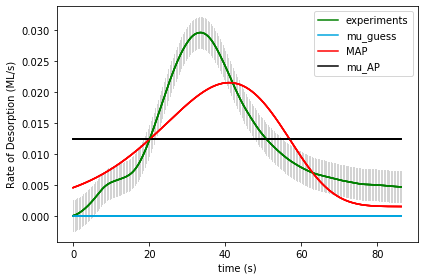 experiments
mu_guess
MAP
mu_AP
Rate of Desorption (ML/s)
0.030
0.025
0.020
0.015
0.010
0.005
0.000
0 20 40 60 80
time (s)